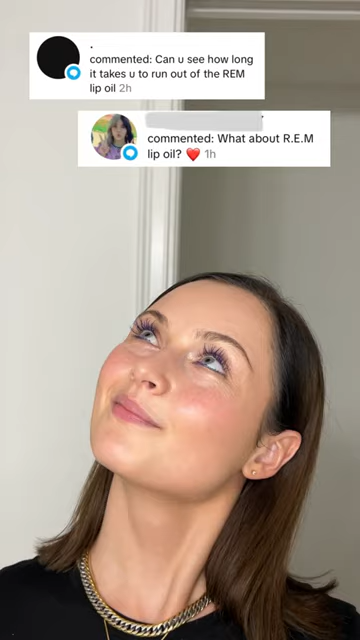 .
commented: Can u see how long
it takes u to run out of the REM
lip oil 2h
commented: What about R.E.M
lip oil? ❤️ 1h